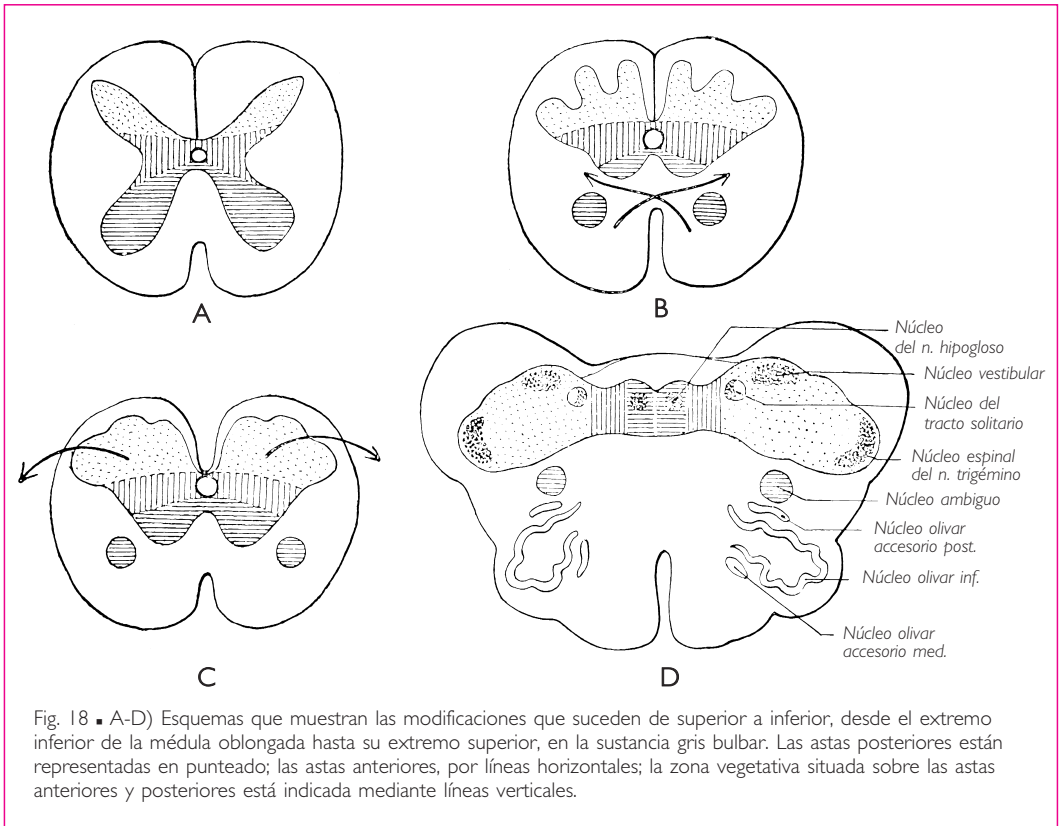 A
B
Núcleo
del n. hipogloso
Núcleo vestibular
Núcleo del
tracto solitario
Núcleo espinal
del n. trigémino
Núcleo ambiguo
Núcleo olivar
accesorio post.
Núcleo olivar inf.
Núcleo olivar
accesorio med.
C
D
Fig. 18 ▪ A-D) Esquemas que muestran las modificaciones que suceden de superior a inferior, desde el extremo
inferior de la médula oblongada hasta su extremo superior, en la sustancia gris bulbar. Las astas posteriores están
representadas en punteado; las astas anteriores, por líneas horizontales; la zona vegetativa situada sobre las astas
anteriores y posteriores está indicada mediante líneas verticales.